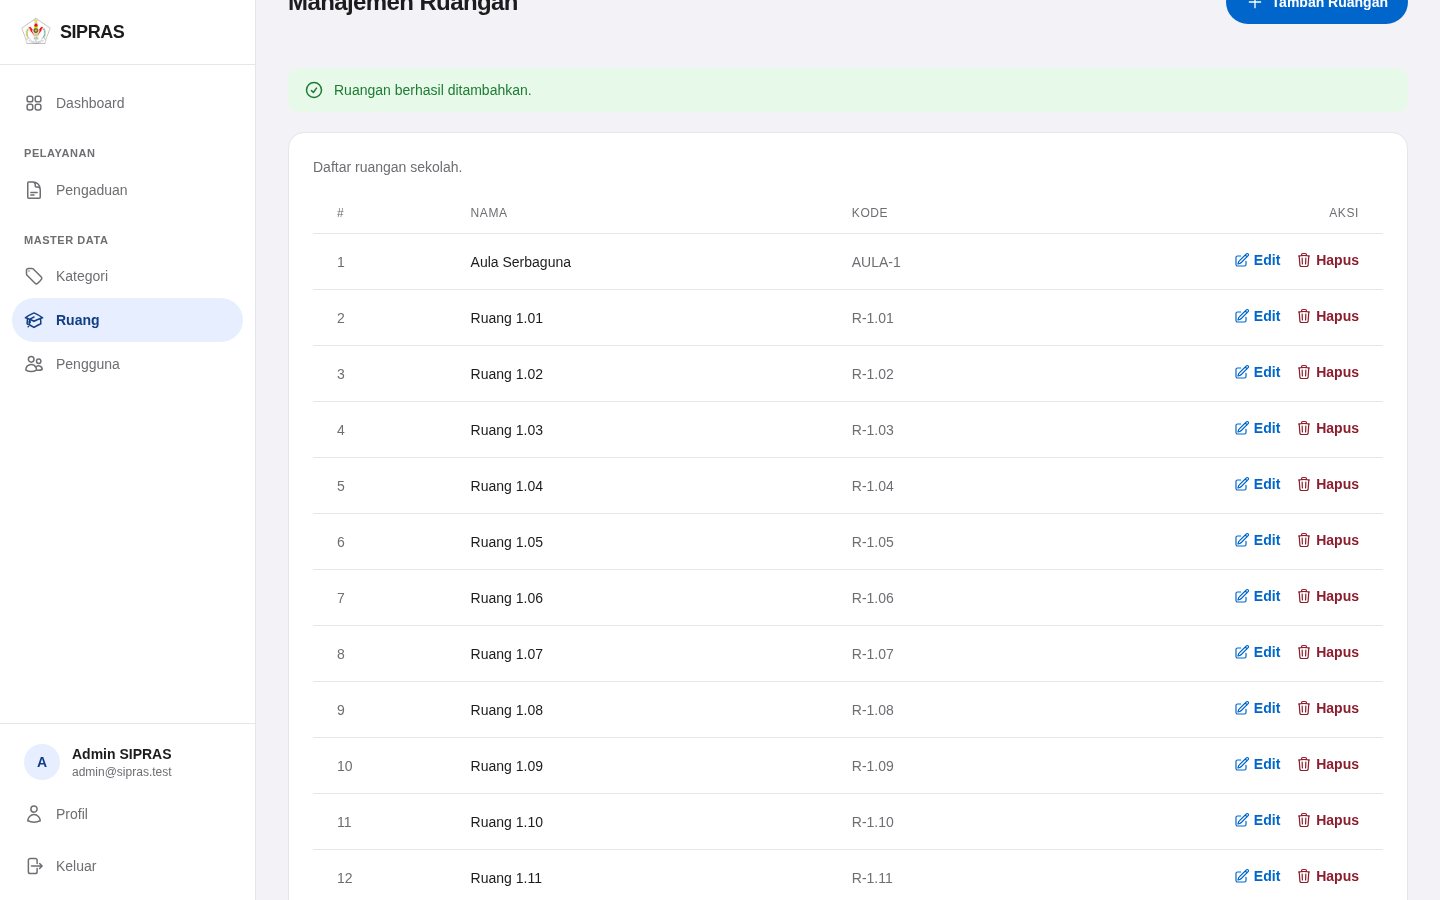 SIPRAS
Dashboard
PELAYANAN
Pengaduan
MASTER DATA
Kategori
Ruang
Pengguna
A
Admin SIPRAS
admin@sipras.test
Profil
Keluar
Manajemen Ruangan
Tambah Ruangan
Ruangan berhasil ditambahkan.
Daftar ruangan sekolah.
# NAMA KODE AKSI
1 Aula Serbaguna AULA-1 Edit Hapus
2 Ruang 1.01 R-1.01 Edit Hapus
3 Ruang 1.02 R-1.02 Edit Hapus
4 Ruang 1.03 R-1.03 Edit Hapus
5 Ruang 1.04 R-1.04 Edit Hapus
6 Ruang 1.05 R-1.05 Edit Hapus
7 Ruang 1.06 R-1.06 Edit Hapus
8 Ruang 1.07 R-1.07 Edit Hapus
9 Ruang 1.08 R-1.08 Edit Hapus
10 Ruang 1.09 R-1.09 Edit Hapus
11 Ruang 1.10 R-1.10 Edit Hapus
12 Ruang 1.11 R-1.11 Edit Hapus